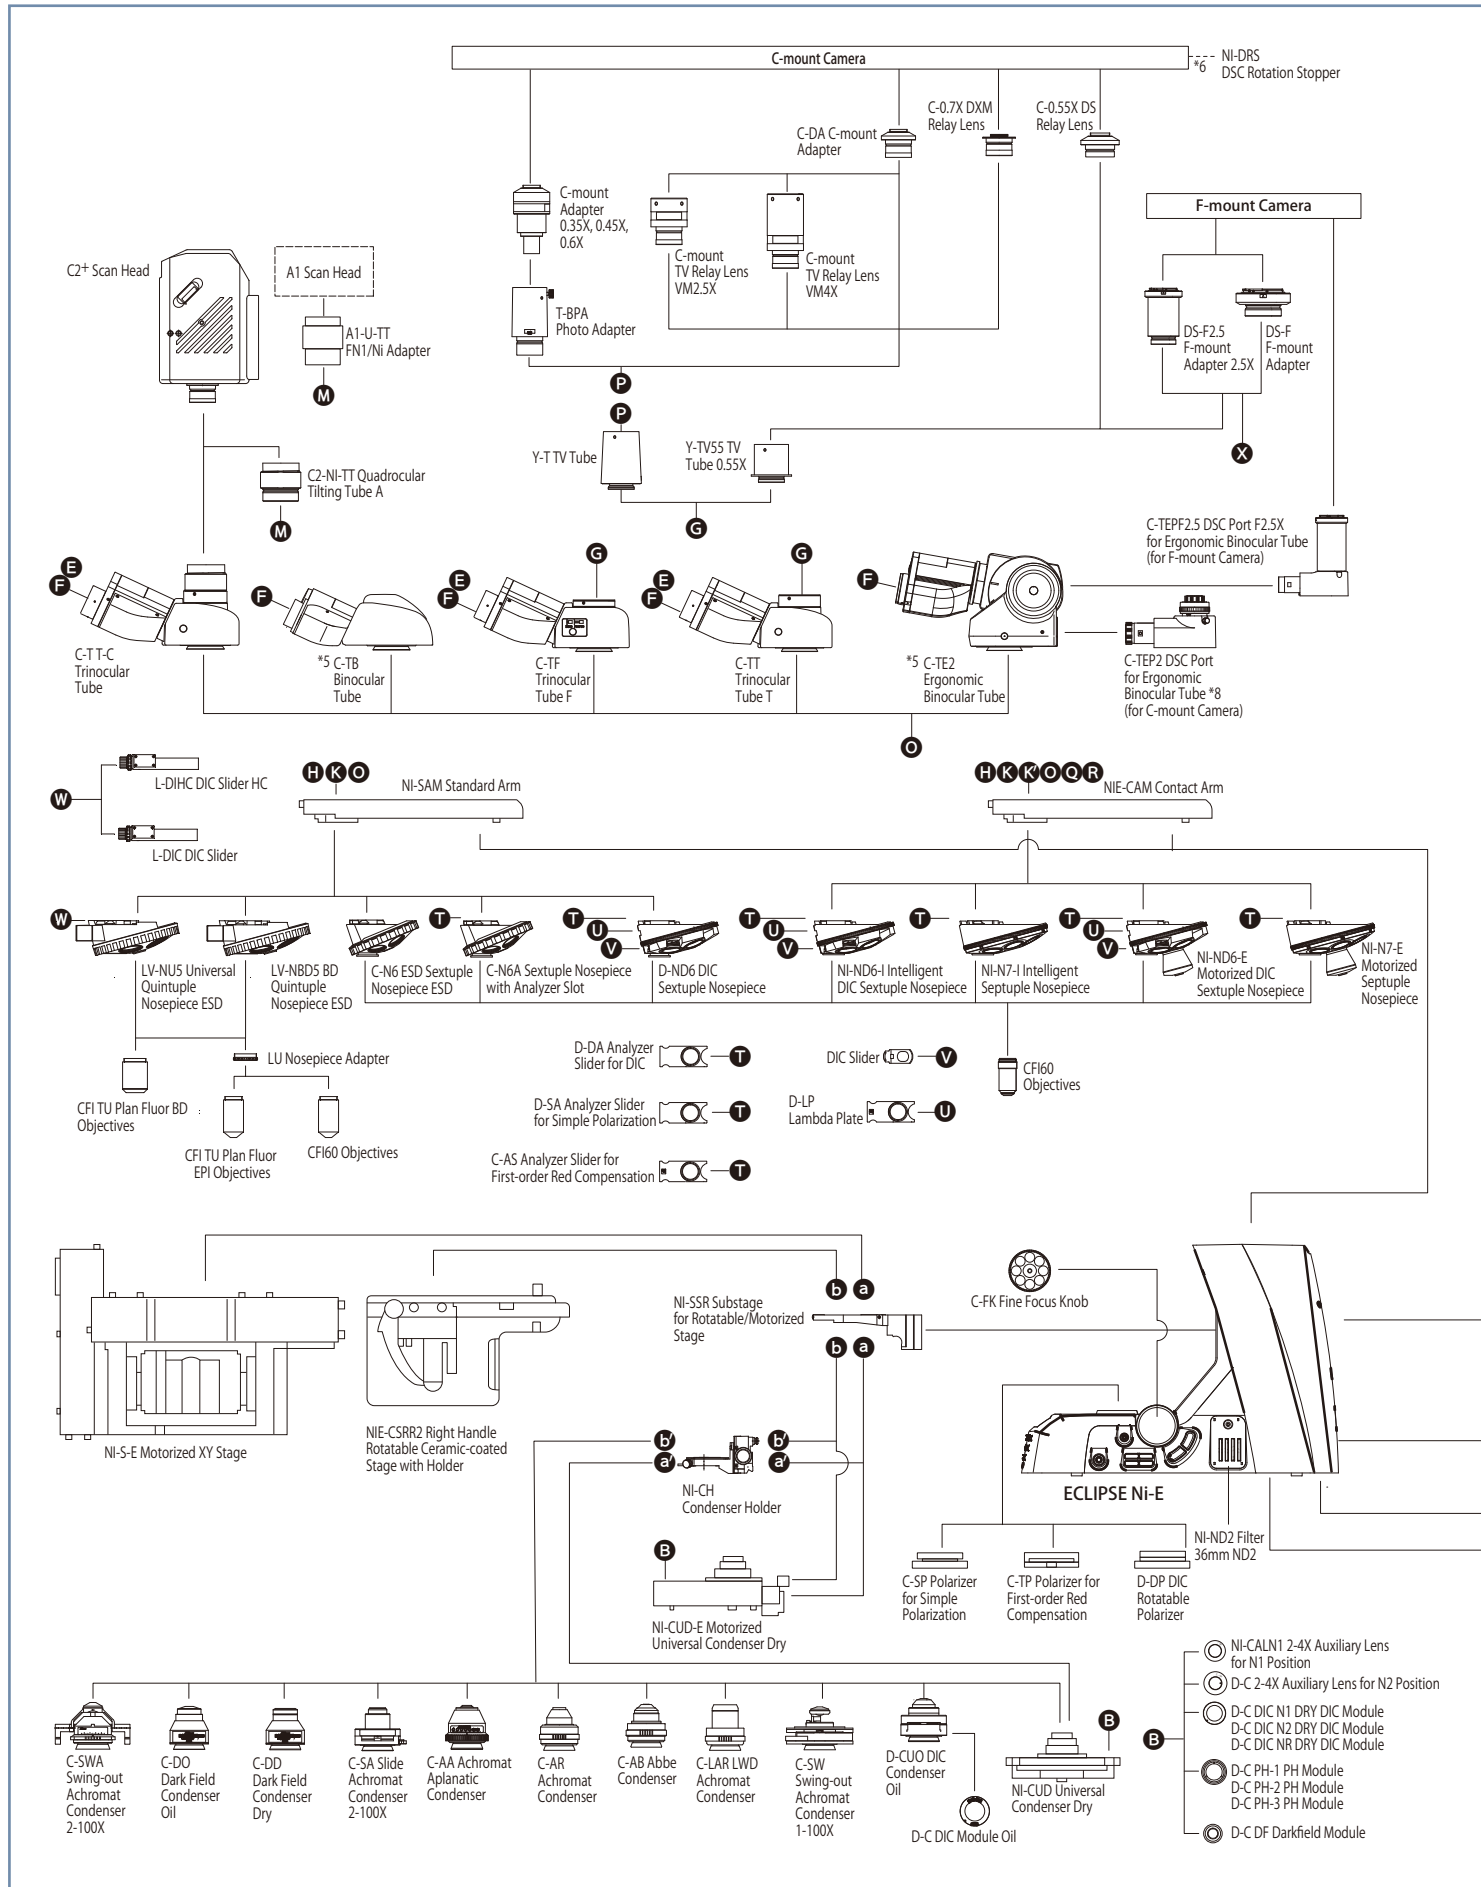 C-mount Camera
*6
NI-DRS
DSC Rotation Stopper
C-DA C-mount
Adapter
C-0.7X DXM
Relay Lens
C-0.55X DS
Relay Lens
C-mount
Adapter
0.35X, 0.45X,
0.6X
C-mount
TV Relay Lens
VM2.5X
C-mount
TV Relay Lens
VM4X
F-mount Camera
C2+ Scan Head
A1 Scan Head
A1-U-TT
FN1/Ni Adapter
M
T-BPA
Photo Adapter
DS-F2.5
F-mount
Adapter 2.5X
DS-F
F-mount
Adapter
P
P
Y-T TV Tube
Y-TV55 TV
Tube 0.55X
X
C2-NI-TT Quadrocular
Tilting Tube A
M
G
C-TEPF2.5 DSC Port F2.5X
for Ergonomic Binocular Tube
(for F-mount Camera)
E
F
F
E
F
G
E
F
G
F
C-T T-C
Trinocular
Tube
*5 C-TB
Binocular
Tube
C-TF
Trinocular
Tube F
C-TT
Trinocular
Tube T
*5 C-TE2
Ergonomic
Binocular Tube
C-TEP2 DSC Port
for Ergonomic
Binocular Tube *8
(for C-mount Camera)
O
L-DIHC DIC Slider HC
W
L-DIC DIC Slider
H K O
NI-SAM Standard Arm
H K K′ O Q R
NIE-CAM Contact Arm
W
T
T
U
V
T
U
V
T
T
U
V
T
LV-NU5 Universal
Quintuple
Nosepiece ESD
LV-NBD5 BD
Quintuple
Nosepiece ESD
C-N6 ESD Sextuple
Nosepiece ESD
C-N6A Sextuple Nosepiece
with Analyzer Slot
D-ND6 DIC
Sextuple Nosepiece
NI-ND6-I Intelligent
DIC Sextuple Nosepiece
NI-N7-I Intelligent
Septuple Nosepiece
NI-ND6-E
Motorized DIC
Sextuple Nosepiece
NI-N7-E
Motorized
Septuple
Nosepiece
LU Nosepiece Adapter
CFI TU Plan Fluor BD
Objectives
CFI TU Plan Fluor
EPI Objectives
CFI60 Objectives
D-DA Analyzer
Slider for DIC
T
D-SA Analyzer Slider
for Simple Polarization
T
C-AS Analyzer Slider for
First-order Red Compensation
T
DIC Slider
V
D-LP
Lambda Plate
U
CFI60
Objectives
b a
NI-SSR Substage
for Rotatable/Motorized
Stage
b a
C-FK Fine Focus Knob
NI-S-E Motorized XY Stage
NIE-CSRR2 Right Handle
Rotatable Ceramic-coated
Stage with Holder
b′
a′
b′
a′
NI-CH
Condenser Holder
ECLIPSE Ni-E
NI-ND2 Filter
36mm ND2
B
NI-CUD-E Motorized
Universal Condenser Dry
C-SP Polarizer
for Simple
Polarization
C-TP Polarizer for
First-order Red
Compensation
D-DP DIC
Rotatable
Polarizer
C-SWA
Swing-out
Achromat
Condenser
2-100X
C-DO
Dark Field
Condenser
Oil
C-DD
Dark Field
Condenser
Dry
C-SA Slide
Achromat
Condenser
2-100X
C-AA Achromat
Aplanatic
Condenser
C-AR
Achromat
Condenser
C-AB Abbe
Condenser
C-LAR LWD
Achromat
Condenser
C-SW
Swing-out
Achromat
Condenser
1-100X
D-CUO DIC
Condenser
Oil
D-C DIC Module Oil
B
NI-CUD Universal
Condenser Dry
B
NI-CALN1 2-4X Auxiliary Lens
for N1 Position
D-C 2-4X Auxiliary Lens for N2 Position
D-C DIC N1 DRY DIC Module
D-C DIC N2 DRY DIC Module
D-C DIC NR DRY DIC Module
D-C PH-1 PH Module
D-C PH-2 PH Module
D-C PH-3 PH Module
D-C DF Darkfield Module